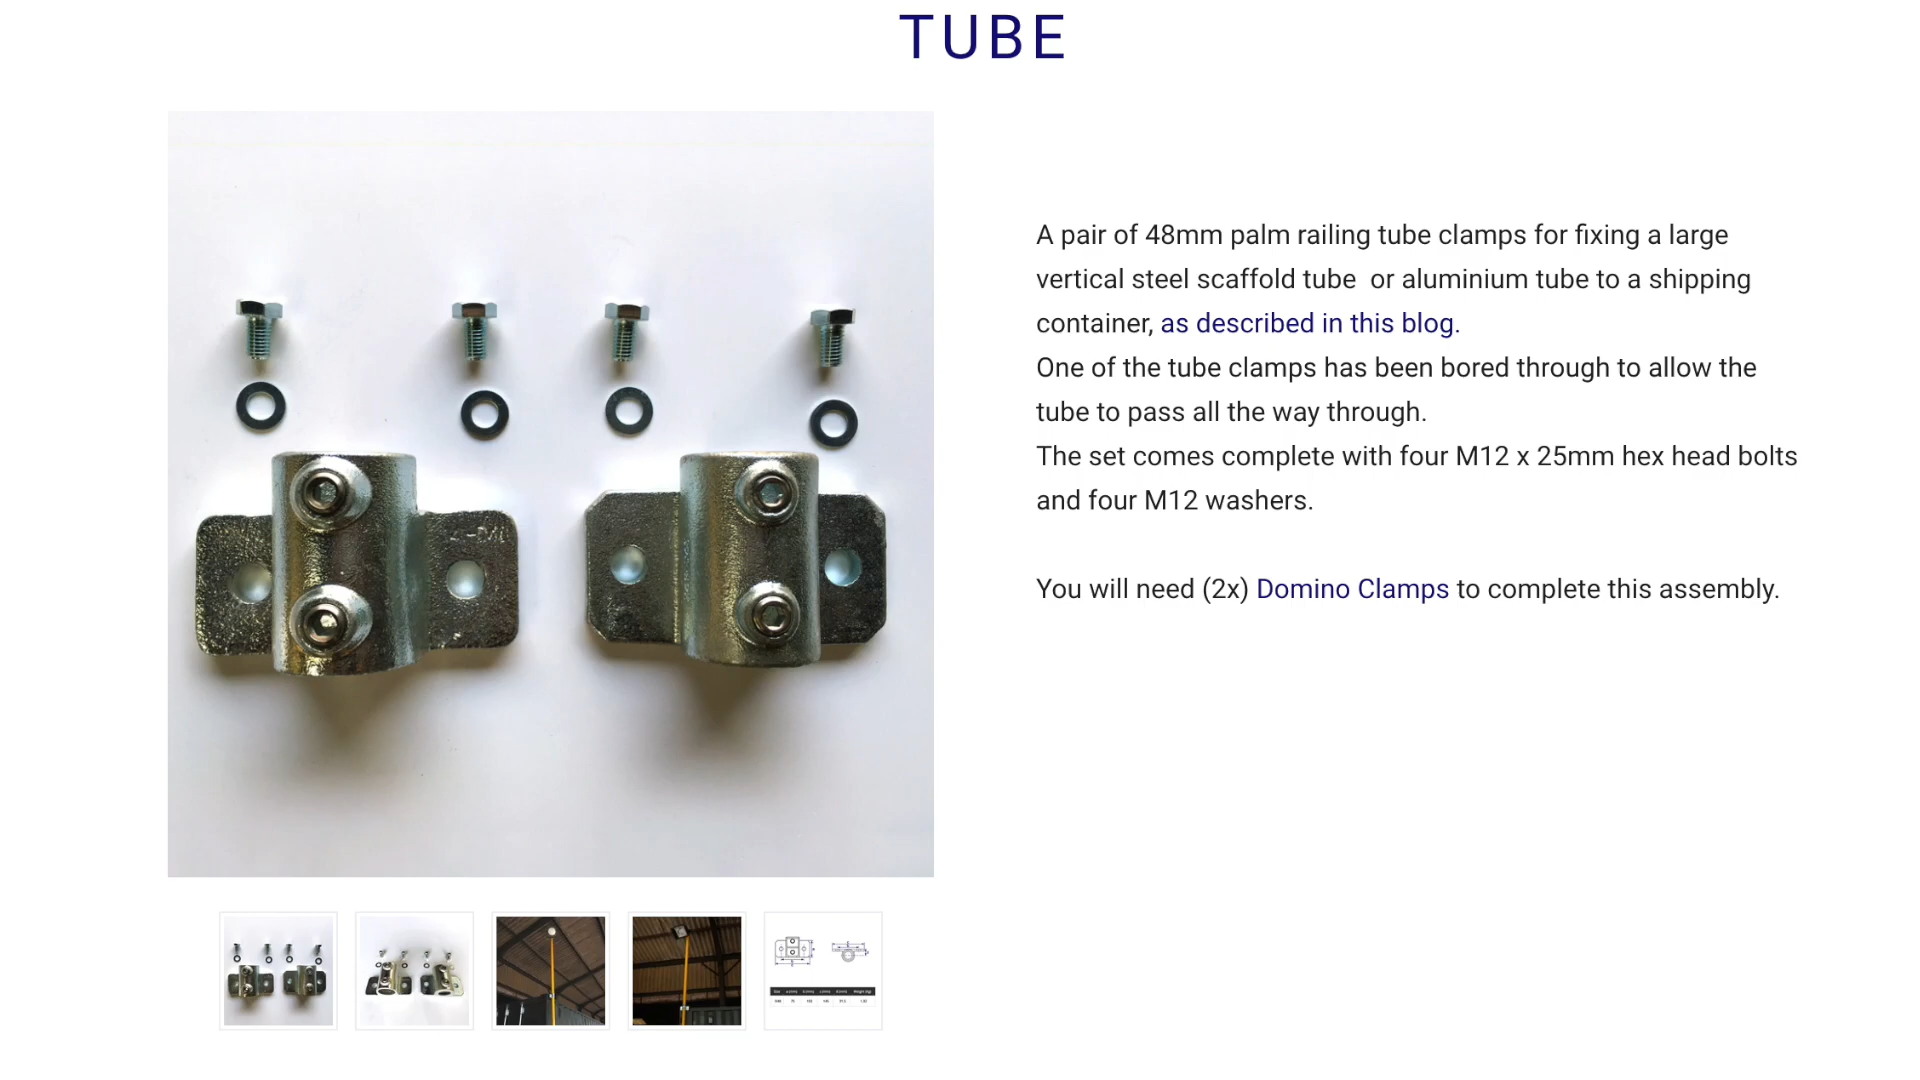 TUBE
A pair of 48mm palm railing tube clamps for fixing a large
vertical steel scaffold tube  or aluminium tube to a shipping
container, as described in this blog.
One of the tube clamps has been bored through to allow the
tube to pass all the way through.
The set comes complete with four M12 x 25mm hex head bolts
and four M12 washers.
You will need (2x) Domino Clamps to complete this assembly.